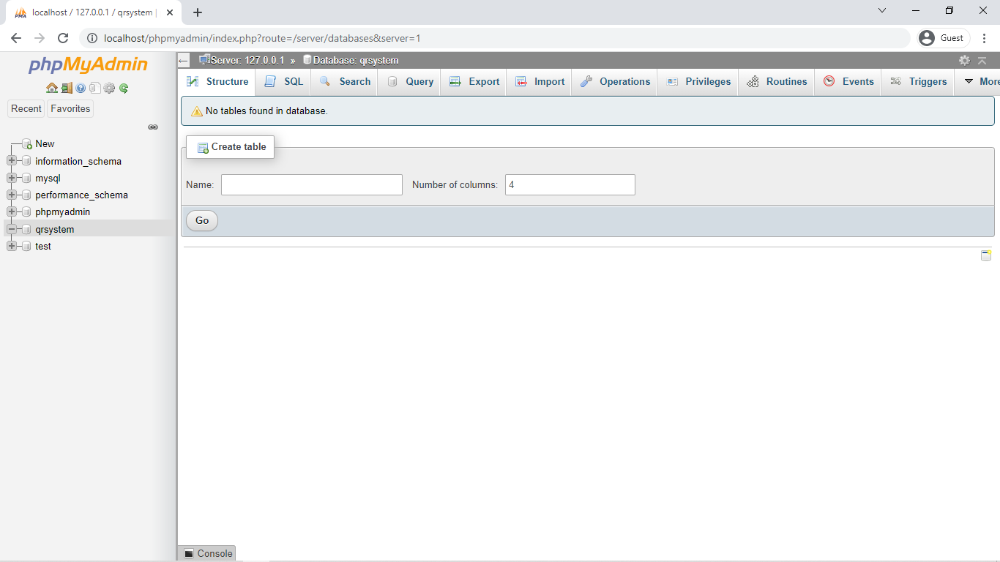 localhost / 127.0.0.1 / qrsystem |
localhost/phpmyadmin/index.php?route=/server/databases&server=1
Guest
phpMyAdmin
Recent Favorites
New
information_schema
mysql
performance_schema
phpmyadmin
qrsystem
test
Server: 127.0.0.1 » Database: qrsystem
Structure SQL Search Query Export Import Operations Privileges Routines Events Triggers More
No tables found in database.
Create table
Name: Number of columns: 4
Go
Console